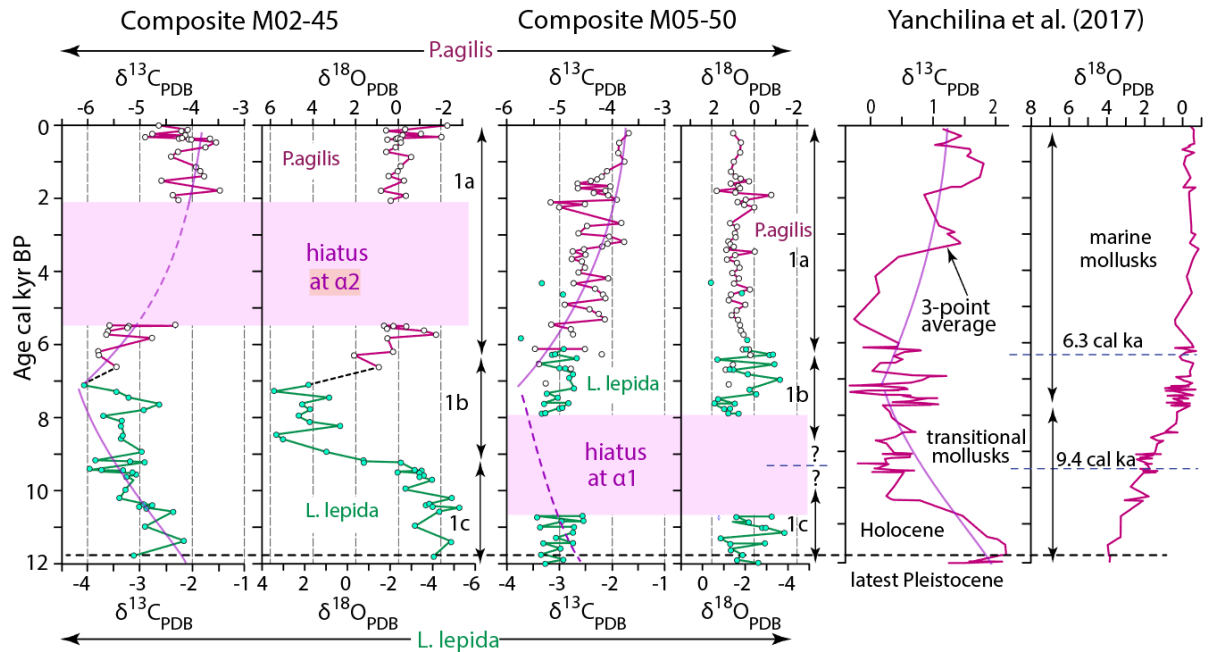 Composite M02-45
Composite M05-50
Yanchilina et al. (2017)
P.agilis
δ13CPDB
δ18OPDB
δ13CPDB
δ18OPDB
δ13CPDB
δ18OPDB
-6 -5 -4 -3
6 4 2 0 -2
-6 -5 -4 -3
2 0 -2
0 1 2
8 6 4 2 0
Age cal kyr BP
0
2
4
6
8
10
12
P.agilis
1a
hiatus
at α2
1b
L. lepida
1c
P.agilis
1a
L. lepida
1b
hiatus
at α1
?
?
1c
3-point
average
marine
mollusks
6.3 cal ka
transitional
mollusks
9.4 cal ka
Holocene
latest Pleistocene
-4 -3 -2 -1
4 2 0 -2 -4 -6
-4 -3 -2 -1
0 -2 -4
δ13CPDB
δ18OPDB
δ13CPDB
δ18OPDB
L. lepida